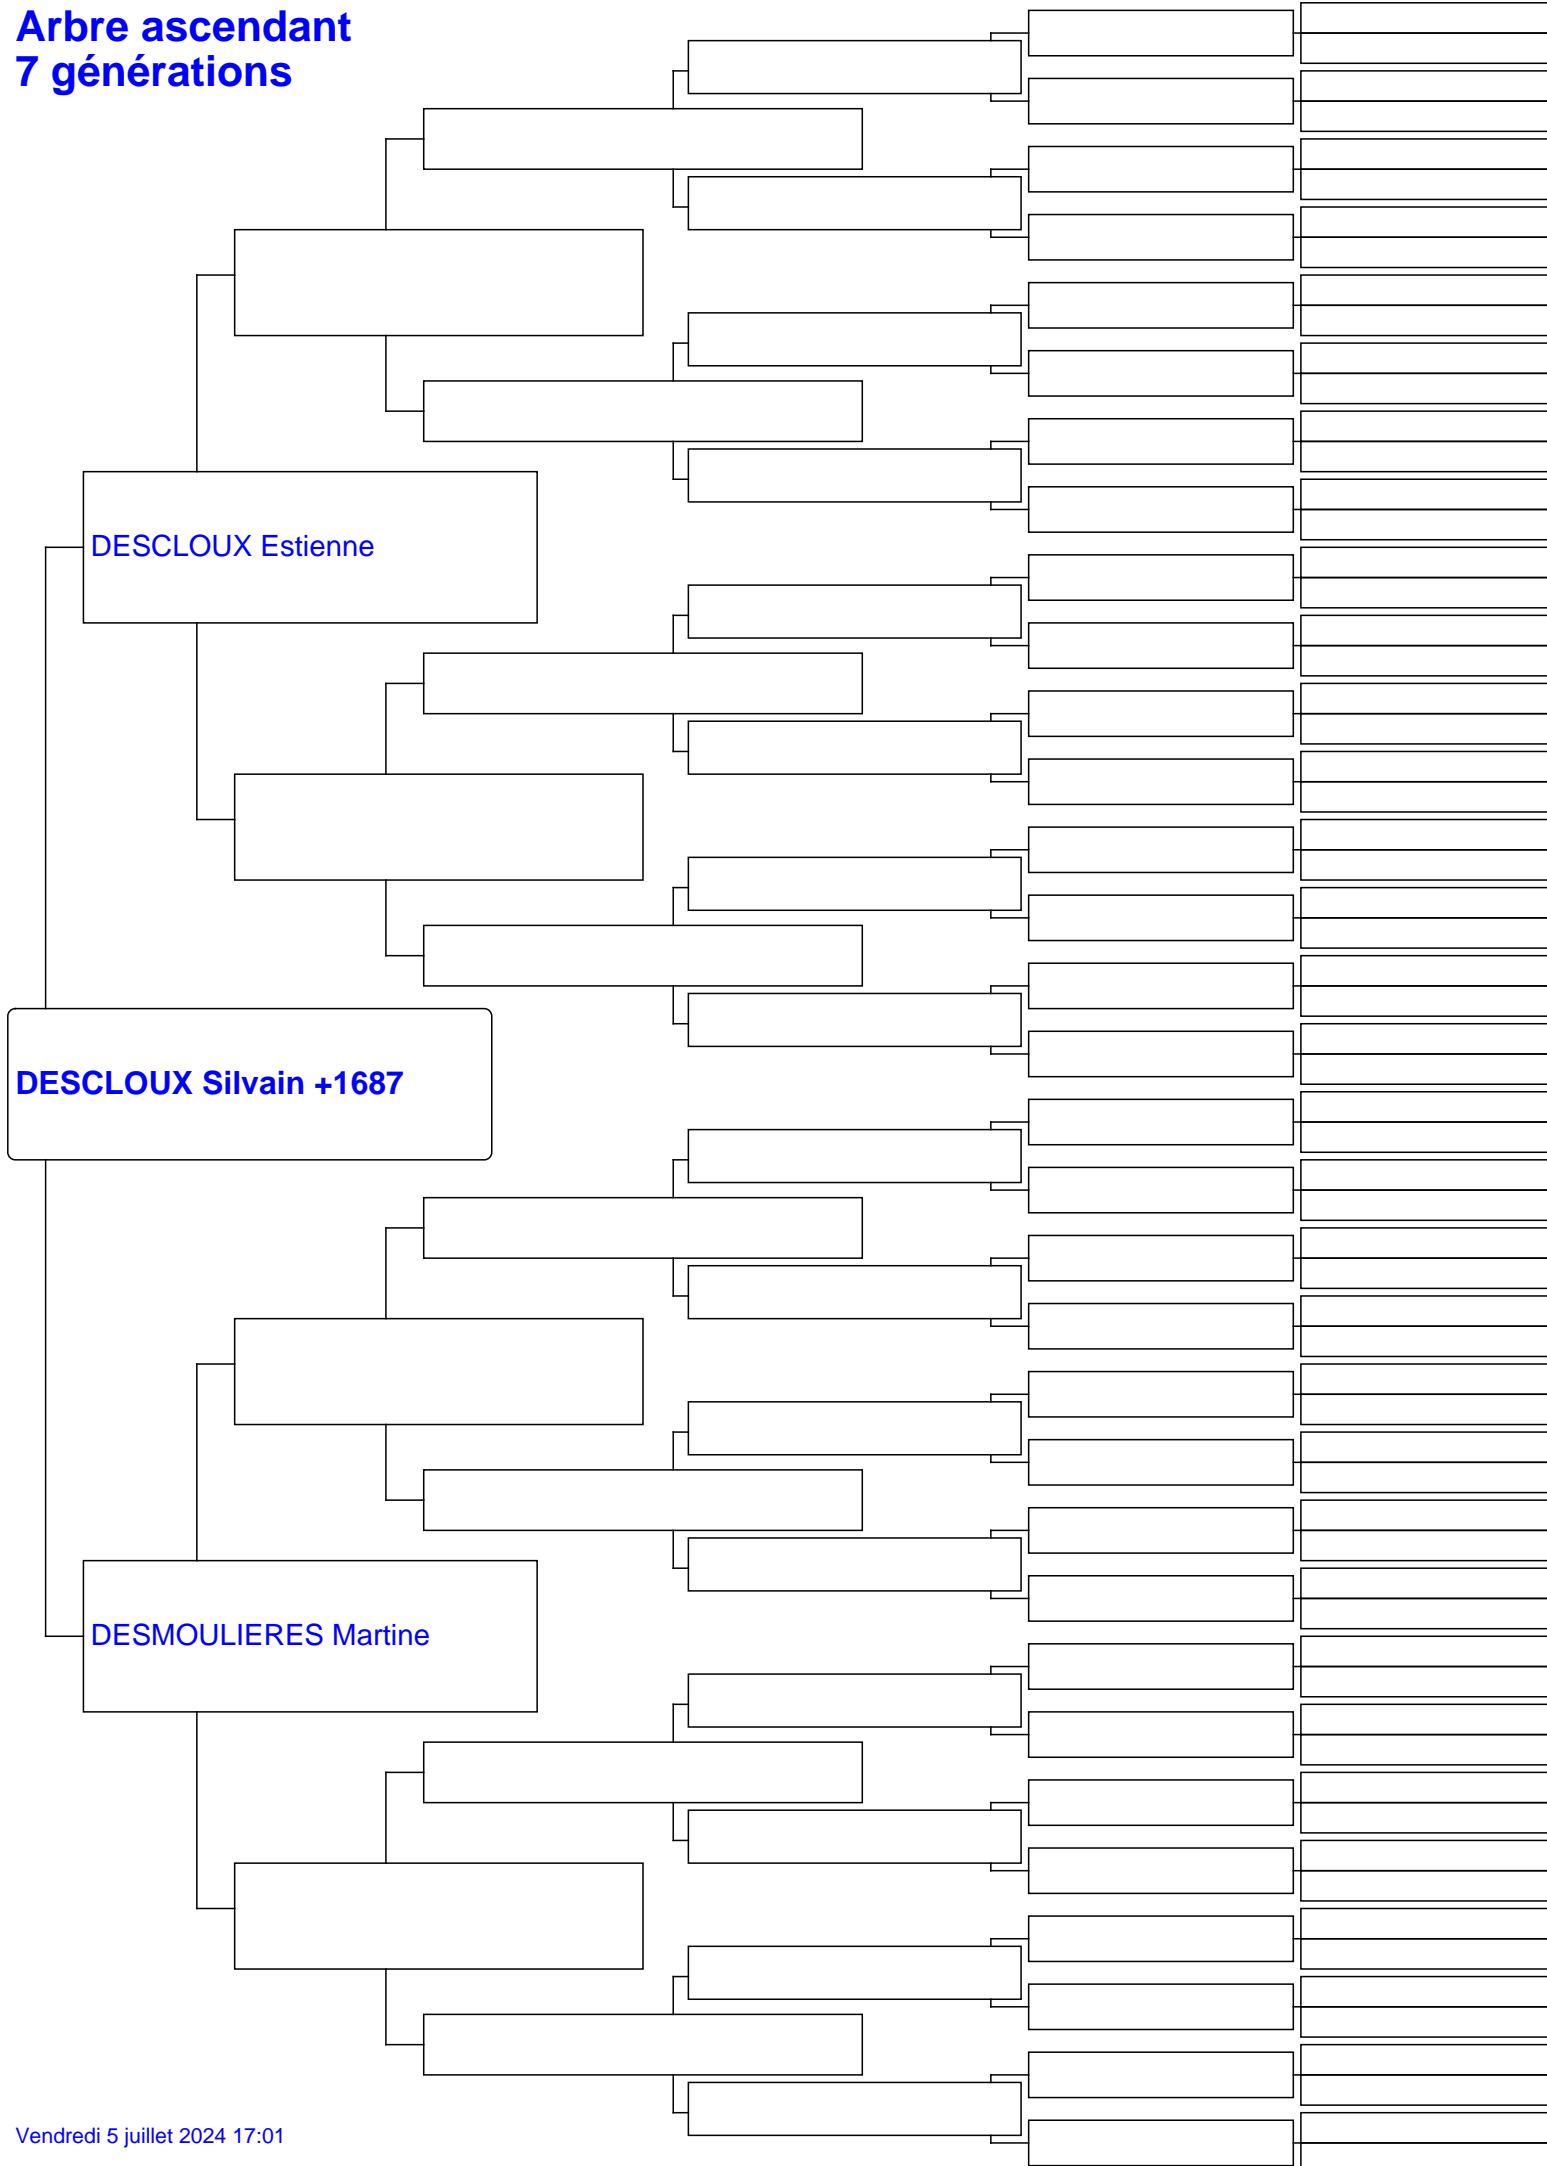 Arbre ascendant
7 générations
DESCLOUX Estienne
DESCLOUX Silvain +1687
DESMOULIERES Martine
Vendredi 5 juillet 2024 17:01